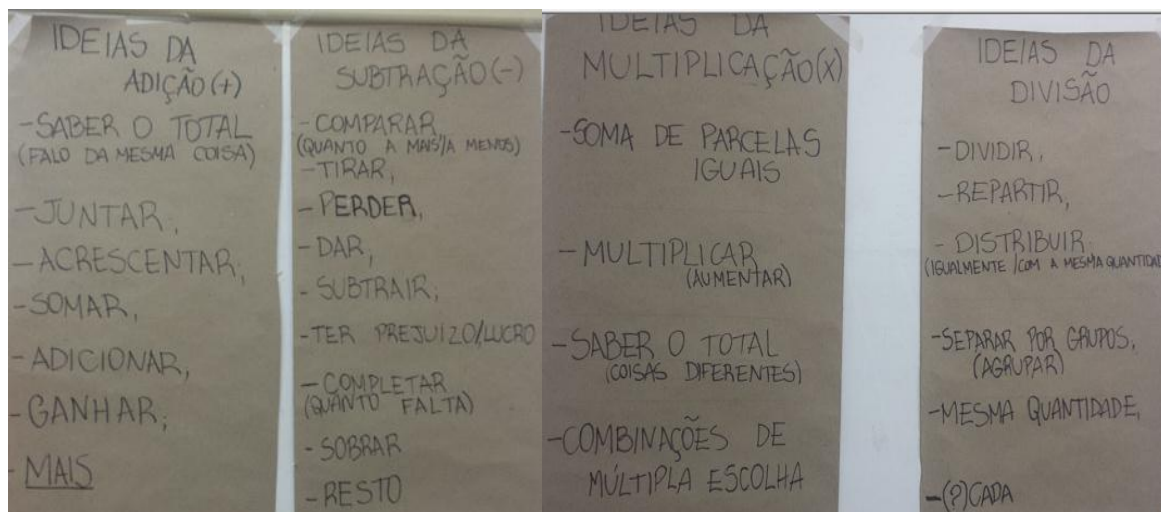 IDEIAS DA
ADIÇÃO (+)
-SABER O TOTAL
(FALO DA MESMA COISA)
-JUNTAR;
-ACRESCENTAR;
-SOMAR,
-ADICIONAR,
-GANHAR;
-MAIS
IDEIAS DA
SUBTRAÇÃO (-)
-COMPARAR
(QUANTO A MAIS/A MENOS)
-TIRAR,
-PERDER,
-DAR,
-SUBTRAIR;
-TER PREJUIZO/LUCRO
-COMPLETAR
(QUANTO FALTA)
-SOBRAR
-RESTO
IDEIAS DA
MULTIPLICAÇÃO (X)
-SOMA DE PARCELAS
IGUAIS
-MULTIPLICAR
(AUMENTAR)
-SABER O TOTAL
(COISAS DIFERENTES)
-COMBINAÇÕES DE
MÚLTIPLA ESCOLHA
IDEIAS DA
DIVISÃO
-DIVIDIR,
-REPARTIR,
-DISTRIBUIR
(IGUALMENTE/COM A MESMA QUANTIDAD
-SEPARAR POR GRUPOS,
(AGRUPAR)
-MESMA QUANTIDADE,
-(?)CADA